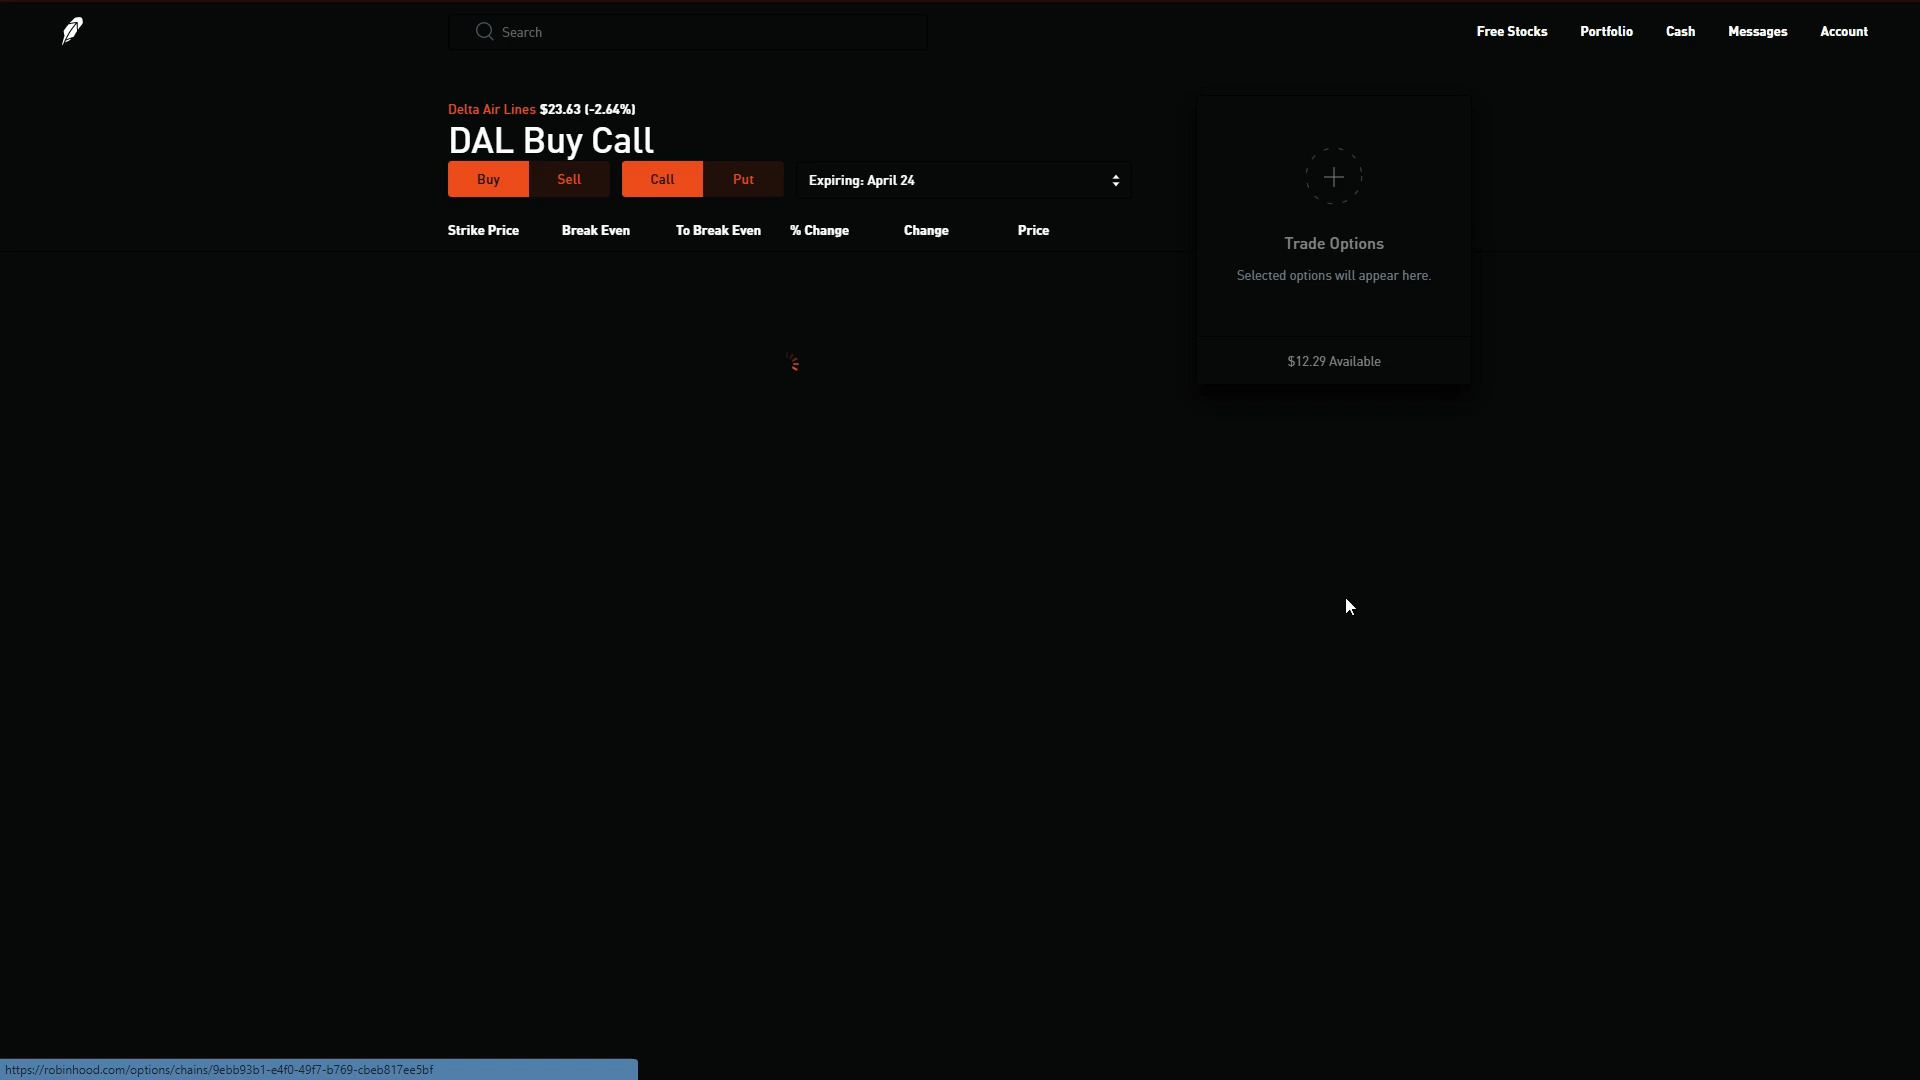 Search
Free Stocks
Portfolio
Cash
Messages
Account
Delta Air Lines $23.63 (-2.64%)
DAL Buy Call
Buy
Sell
Call
Put
Expiring: April 24
Strike Price
Break Even
To Break Even
% Change
Change
Price
Trade Options
Selected options will appear here.
$12.29 Available
https://robinhood.com/options/chains/9ebb93b1-e4f0-49f7-b769-cbeb817ee5bf